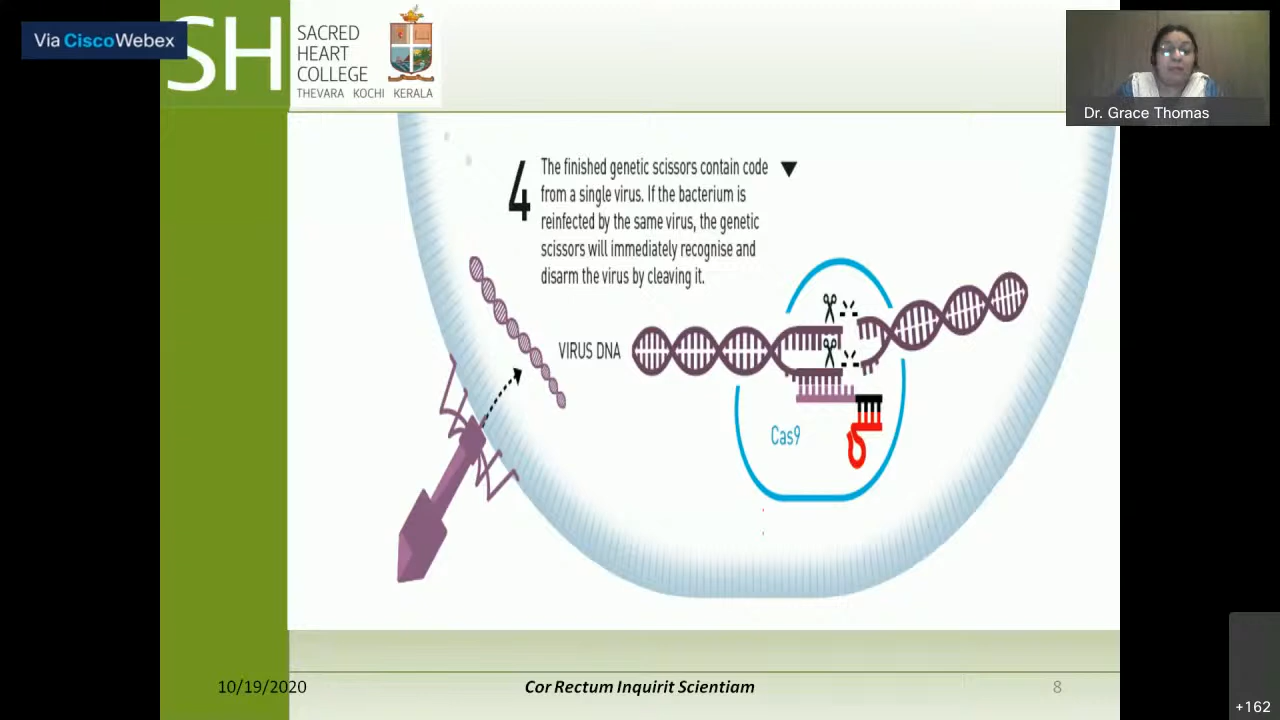 Via Cisco Webex
SH
SACRED
HEART
COLLEGE
THEVARA KOCHI KERALA
Dr. Grace Thomas
4
The finished genetic scissors contain code
from a single virus. If the bacterium is
reinfected by the same virus, the genetic
scissors will immediately recognise and
disarm the virus by cleaving it.
VIRUS DNA
Cas9
10/19/2020
Cor Rectum Inquirit Scientiam
8
+162